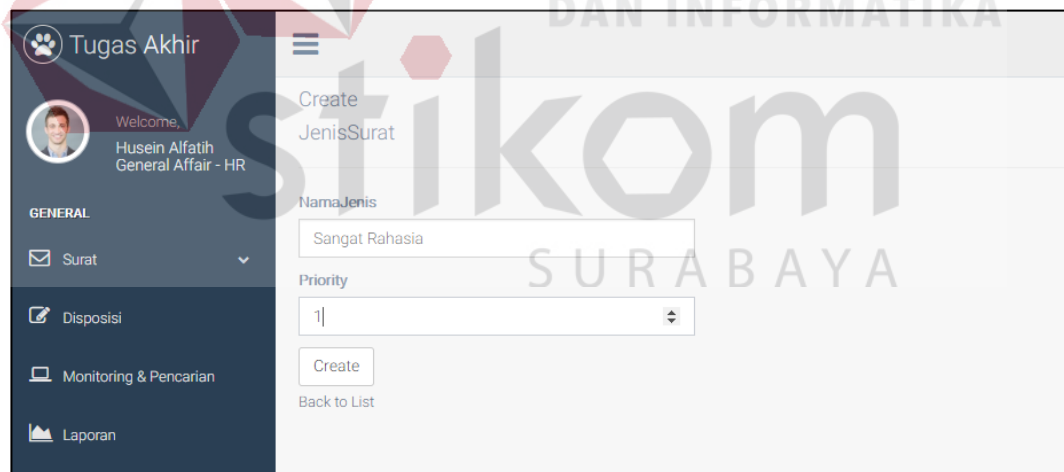 DAN INFORMATIKA
Tugas Akhir
Welcome,
Husein Alfatih
General Affair - HR
GENERAL
Surat
Disposisi
Monitoring & Pencarian
Laporan
Create
JenisSurat
NamaJenis
Sangat Rahasia
Priority
1
Create
Back to List
stikom
SURABAYA